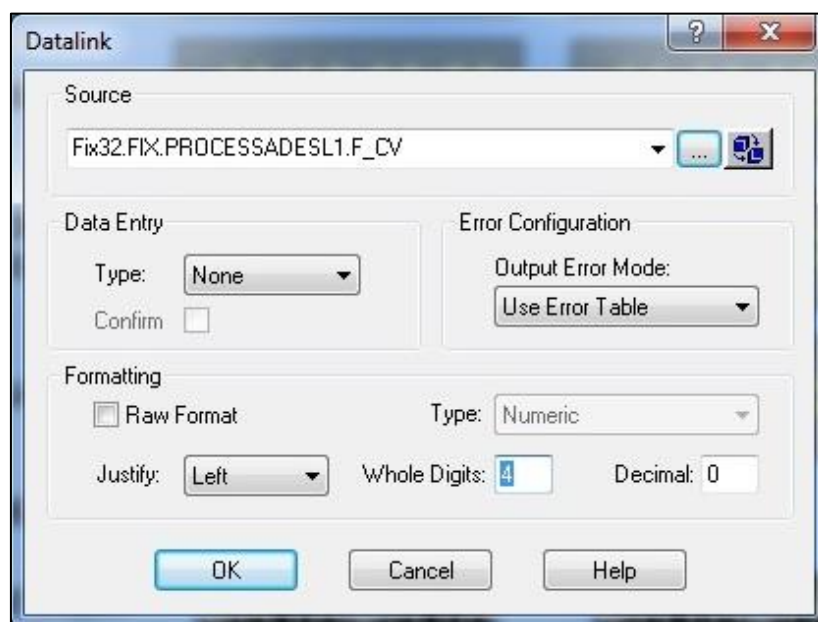 Datalink
?
X
Source
Fix32.FIX.PROCESSADESL1.F_CV
...
Data Entry
Type: None
Confirm
Error Configuration
Output Error Mode:
Use Error Table
Formatting
Raw Format Type: Numeric
Justify: Left Whole Digits: 4 Decimal: 0
OK Cancel Help